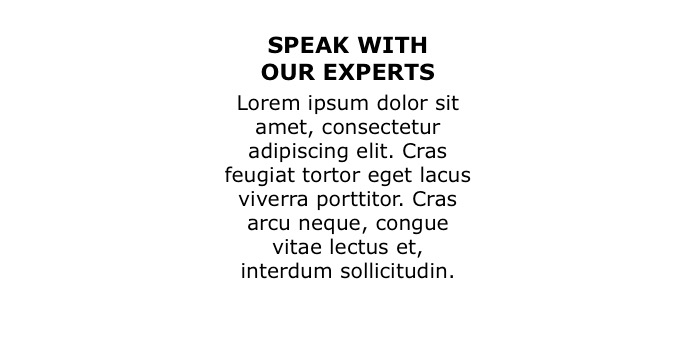 SPEAK WITH
OUR EXPERTS
Lorem ipsum dolor sit
amet, consectetur
adipiscing elit. Cras
feugiat tortor eget lacus
viverra porttitor. Cras
arcu neque, congue
vitae lectus et,
interdum sollicitudin.